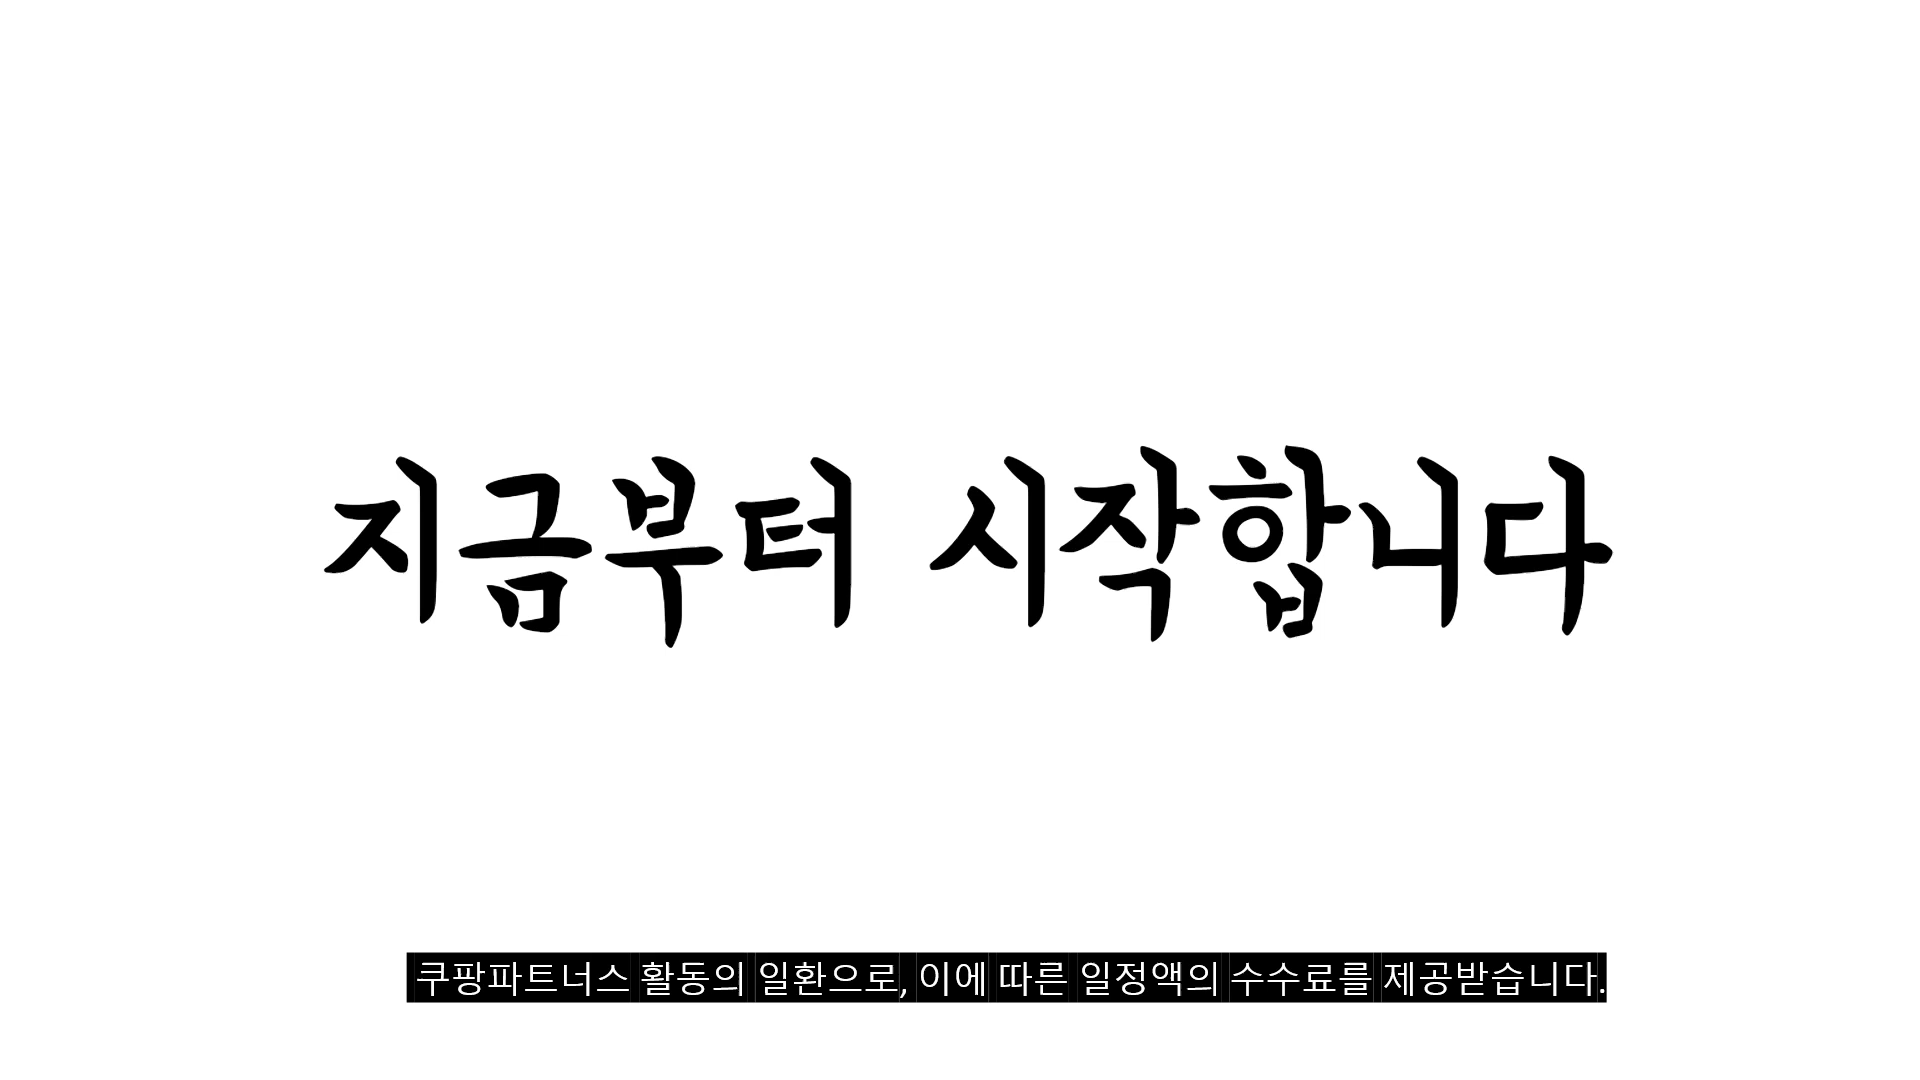 지금부터 시작합니다
쿠팡파트너스 활동의 일환으로, 이에 따른 일정액의 수수료를 제공받습니다.